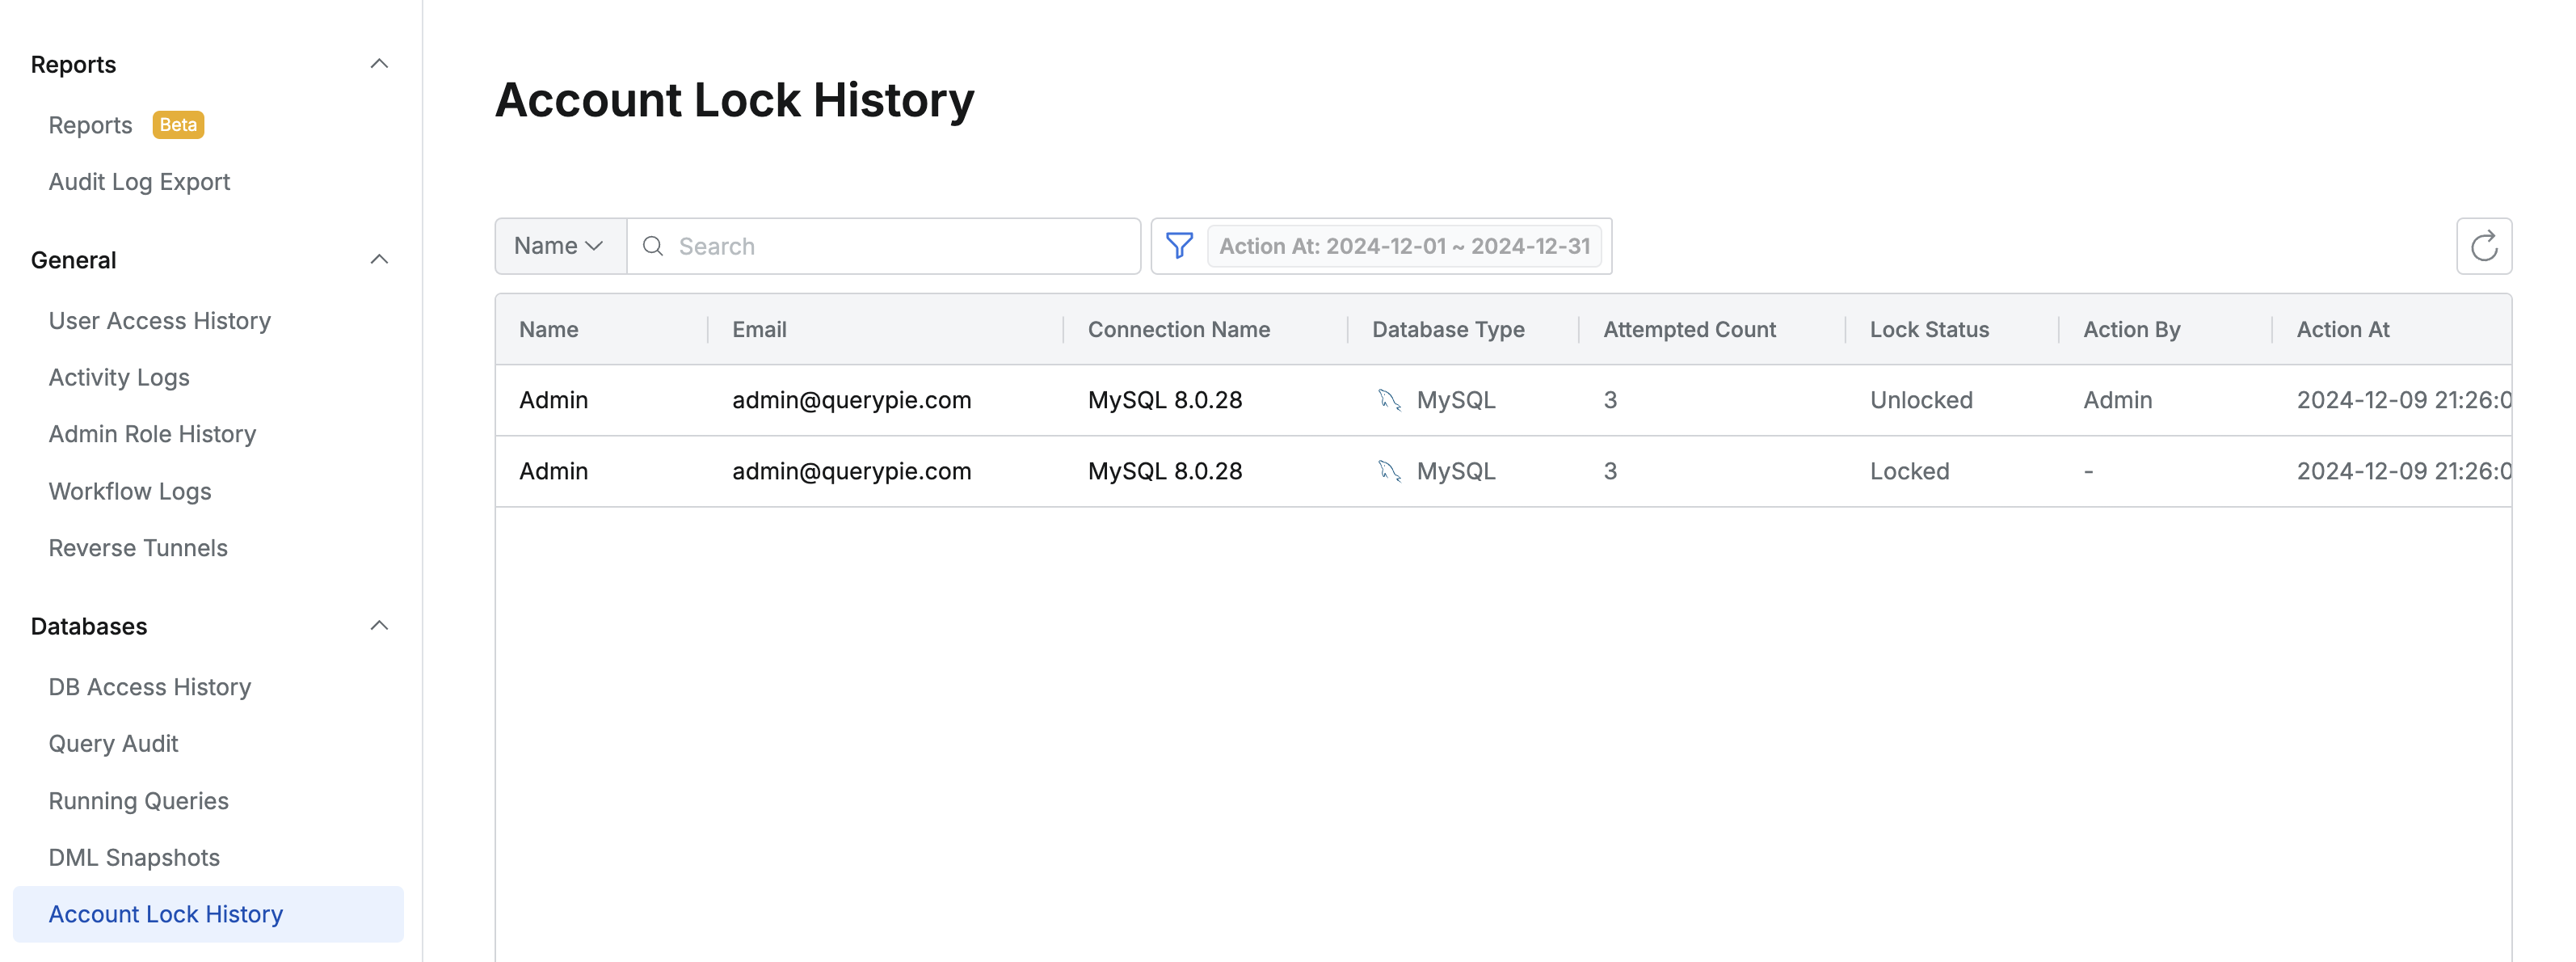 Reports
Reports Beta
Audit Log Export
General
User Access History
Activity Logs
Admin Role History
Workflow Logs
Reverse Tunnels
Databases
DB Access History
Query Audit
Running Queries
DML Snapshots
Account Lock History
Account Lock History
Name Search Action At: 2024-12-01 ~ 2024-12-31
Name Email Connection Name Database Type Attempted Count Lock Status Action By Action At
Admin admin@querypie.com MySQL 8.0.28 MySQL 3 Unlocked Admin 2024-12-09 21:26:0
Admin admin@querypie.com MySQL 8.0.28 MySQL 3 Locked - 2024-12-09 21:26:0